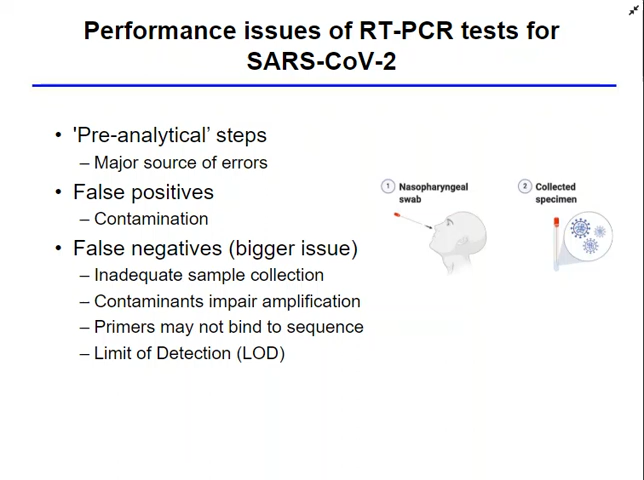 Performance issues of RT-PCR tests for
SARS-CoV-2
• 'Pre-analytical’ steps
– Major source of errors
• False positives
– Contamination
• False negatives (bigger issue)
– Inadequate sample collection
– Contaminants impair amplification
– Primers may not bind to sequence
– Limit of Detection (LOD)
1 Nasopharyngeal
swab
2 Collected
specimen